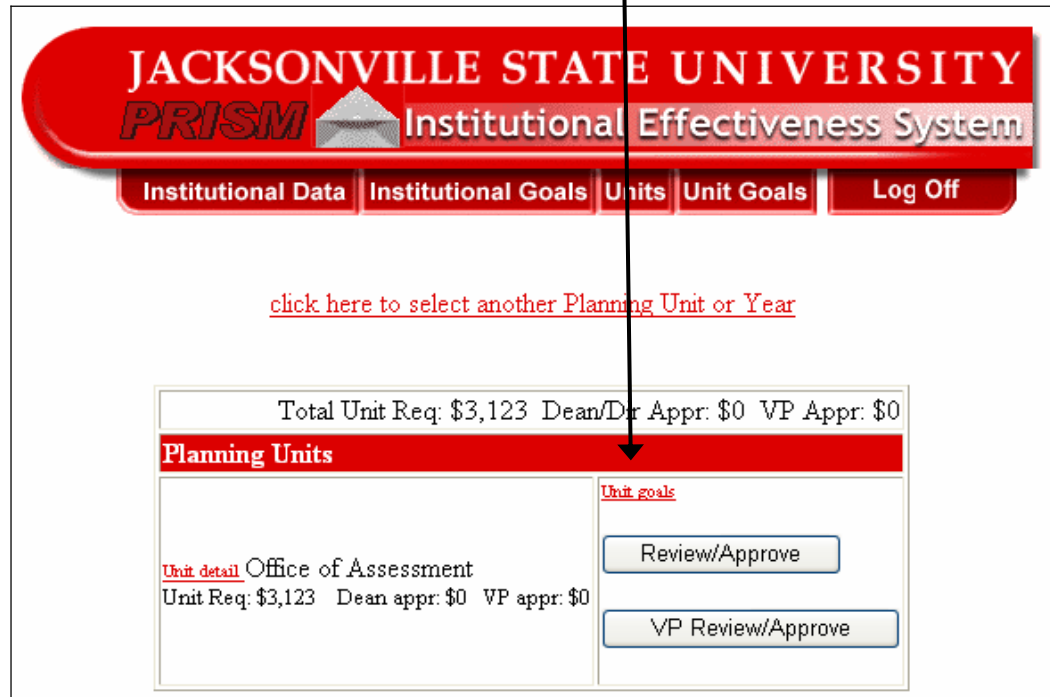 JACKSONVILLE STATE UNIVERSITY
PRISM Institutional Effectiveness System
Institutional Data Institutional Goals Units Unit Goals Log Off
click here to select another Planning Unit or Year
Total Unit Req: $3,123 Dean/Dir Appr: $0 VP Appr: $0
Planning Units
Unit goals
Review/Approve
Unit detail Office of Assessment
Unit Req: $3,123 Dean appr: $0 VP appr: $0
VP Review/Approve